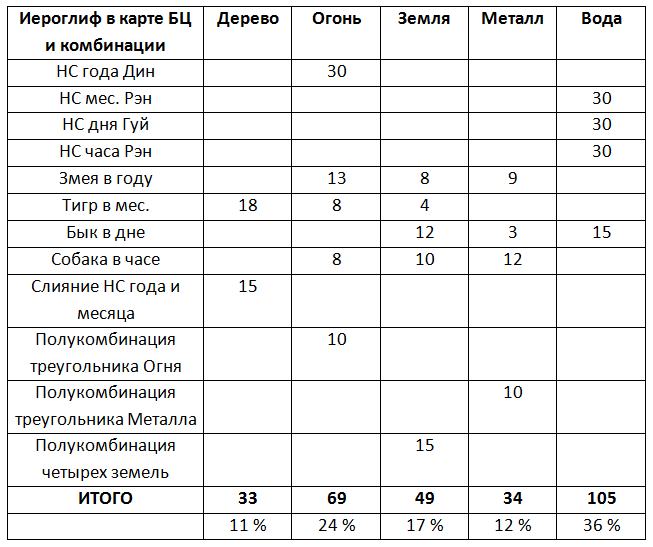 Иероглиф в карте БЦ и комбинации Дерево Огонь Земля Металл Вода
НС года Дин 30
НС мес. Рэн 30
НС дня Гуй 30
НС часа Рэн 30
Змея в году 13 8 9
Тигр в мес. 18 8 4
Бык в дне 12 3 15
Собака в часе 8 10 12
Слияние НС года и 15
месяца
Полукомбинация 10
треугольника Огня
Полукомбинация 10
треугольника Металла
Полукомбинация 15
четырех земель
ИТОГО 33 69 49 34 105
11 % 24 % 17 % 12 % 36 %